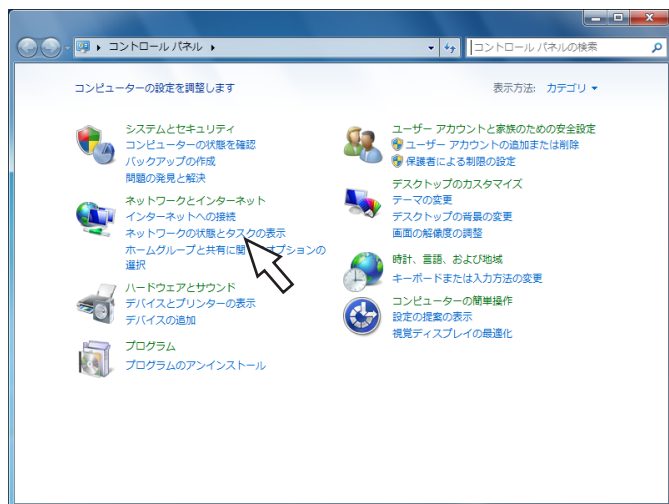 コントロール パネル
コントロール パネルの検索
コンピューターの設定を調整します
表示方法: カテゴリ
システムとセキュリティ
コンピューターの状態を確認
バックアップの作成
問題の発見と解決
ネットワークとインターネット
インターネットへの接続
ネットワークの状態とタスクの表示
ホームグループと共有に関 オプションの
選択
ハードウェアとサウンド
デバイスとプリンターの表示
デバイスの追加
プログラム
プログラムのアンインストール
ユーザー アカウントと家族のための安全設定
ユーザー アカウントの追加または削除
保護者による制限の設定
デスクトップのカスタマイズ
テーマの変更
デスクトップの背景の変更
画面の解像度の調整
時計、言語、および地域
キーボードまたは入力方法の変更
コンピューターの簡単操作
設定の提案の表示
視覚ディスプレイの最適化